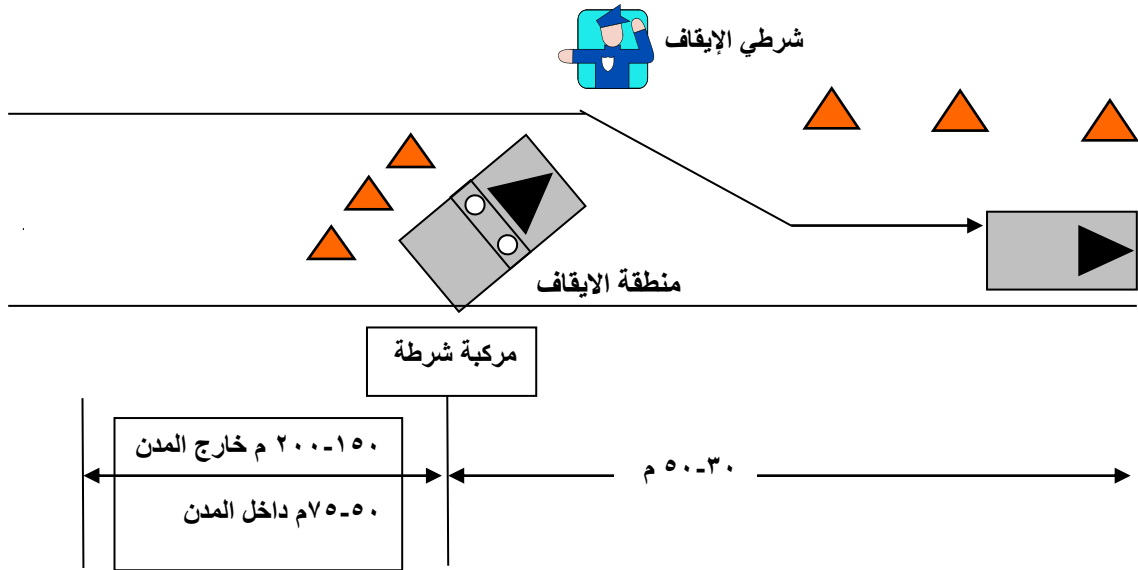 شرطي الإيقاف
منطقة الايقاف
مركبة شرطة
١٥٠-٢٠٠ م خارج المدن
٣٠-٥٠ م
٥٠-٧٥م داخل المدن